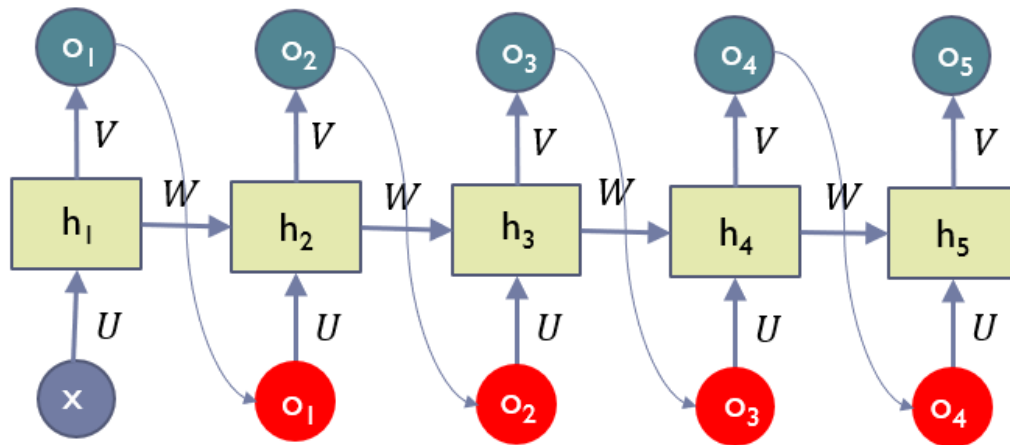 o₁ o₂ o₃ o₄ o₅
V V V V V
W W W W
h₁ h₂ h₃ h₄ h₅
U U U U U
x o₁ o₂ o₃ o₄